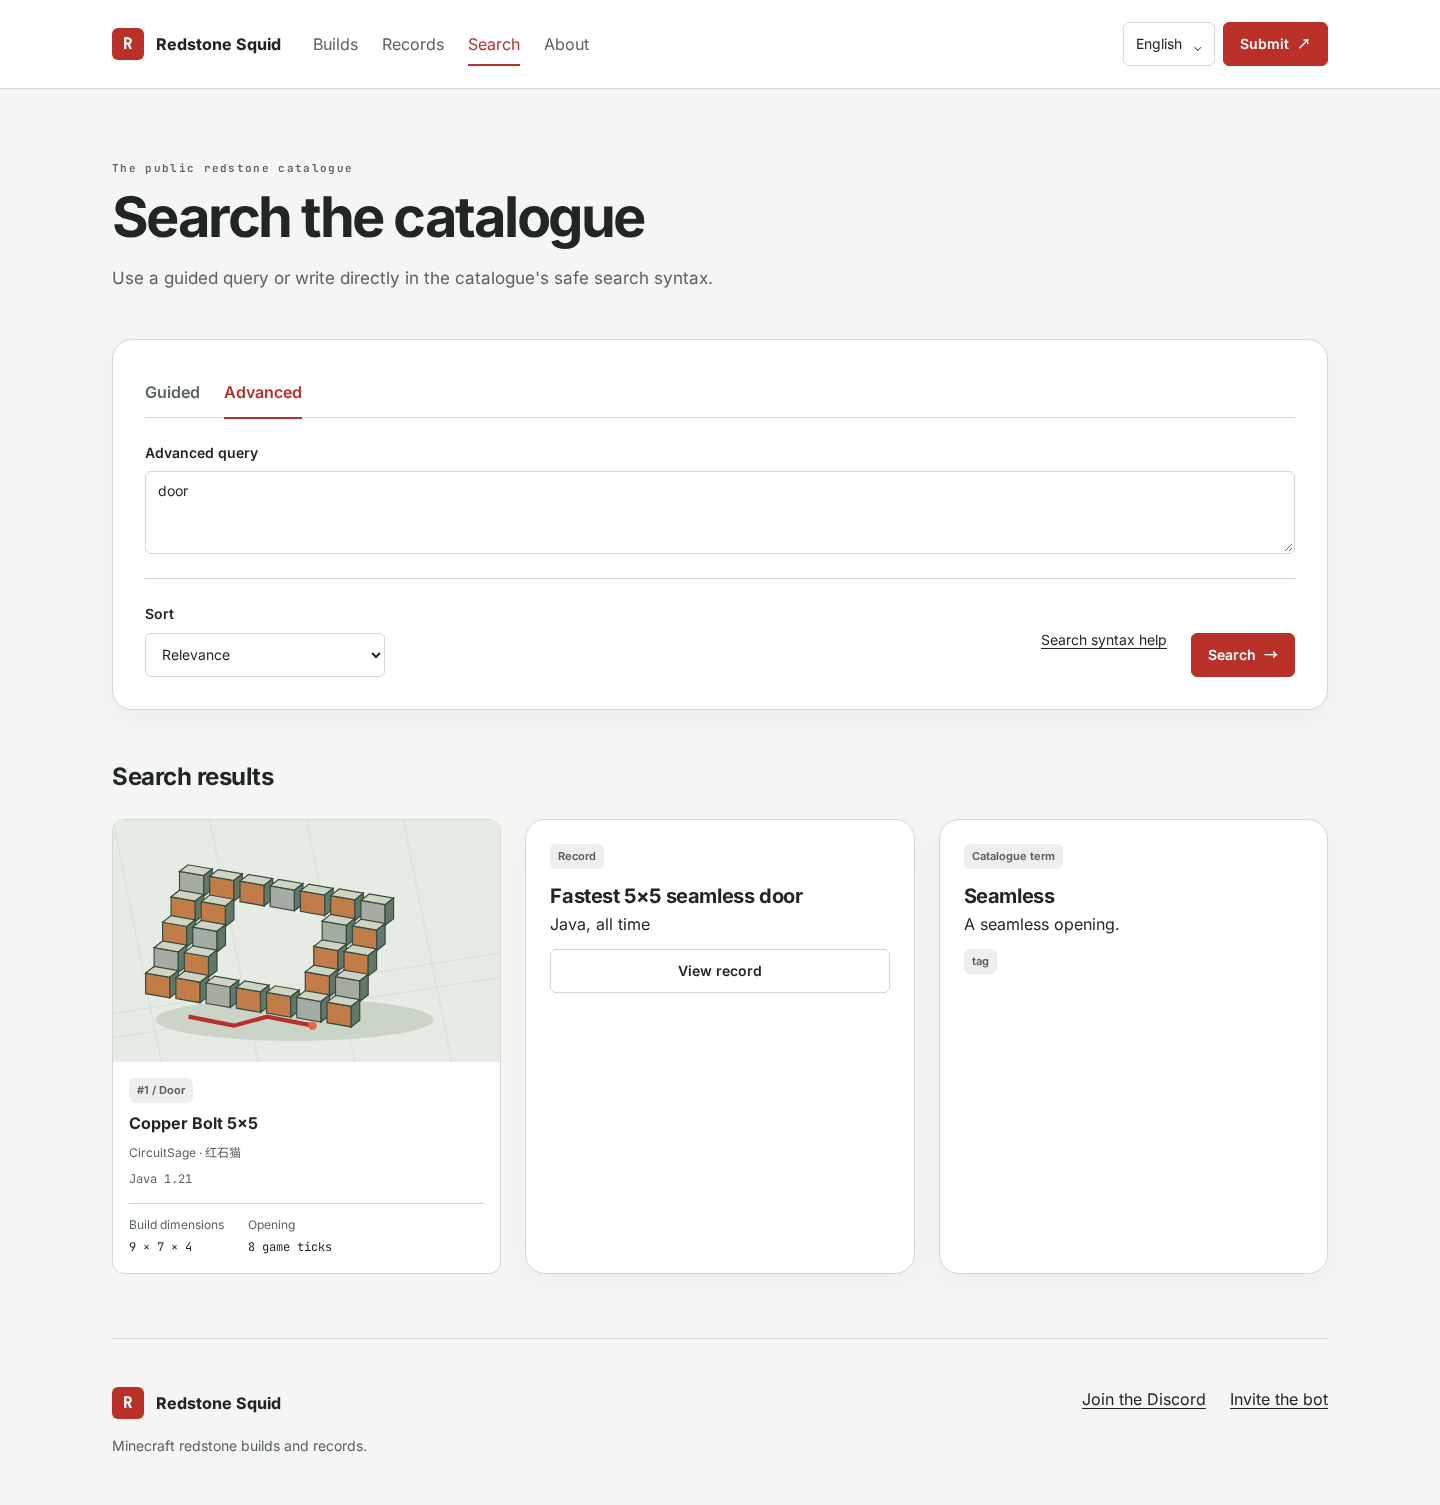 R Redstone Squid Builds Records Search About English Submit ↗
The public redstone catalogue
Search the catalogue
Use a guided query or write directly in the catalogue's safe search syntax.
Guided Advanced
Advanced query
door
Sort
Relevance
Search syntax help
Search →
Search results
#1 / Door
Copper Bolt 5×5
CircuitSage · 红石猫
Java 1.21
Build dimensions Opening
9 × 7 × 4 8 game ticks
Record
Fastest 5×5 seamless door
Java, all time
View record
Catalogue term
Seamless
A seamless opening.
tag
R Redstone Squid
Minecraft redstone builds and records.
Join the Discord Invite the bot